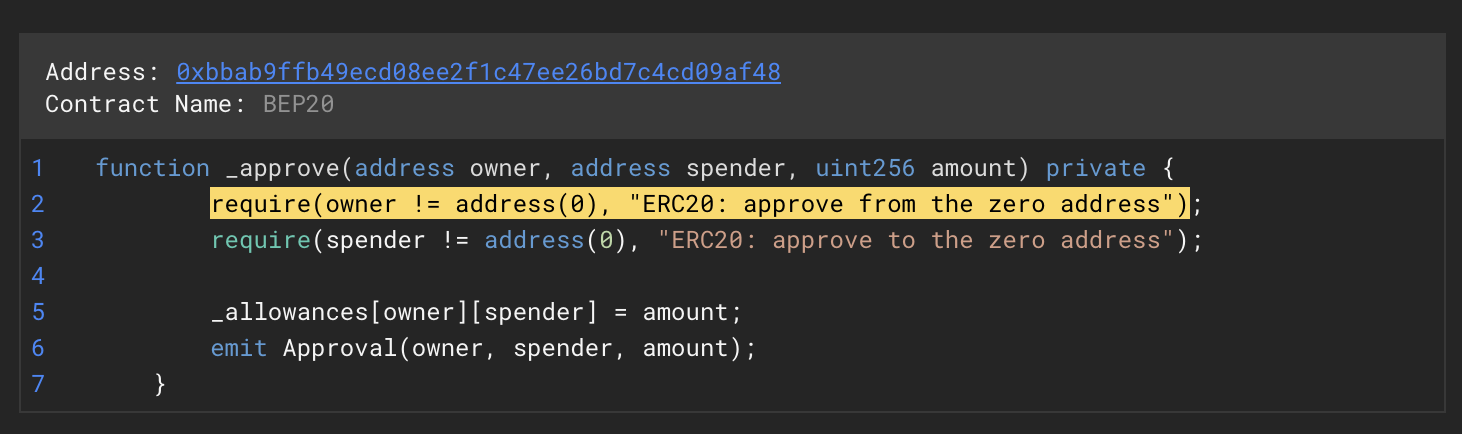 Address: 0xbbab9ffb49ecd08ee2f1c47ee26bd7c4cd09af48
Contract Name: BEP20
1 function _approve(address owner, address spender, uint256 amount) private {
2 require(owner != address(0), "ERC20: approve from the zero address");
3 require(spender != address(0), "ERC20: approve to the zero address");
4
5 _allowances[owner][spender] = amount;
6 emit Approval(owner, spender, amount);
7 }